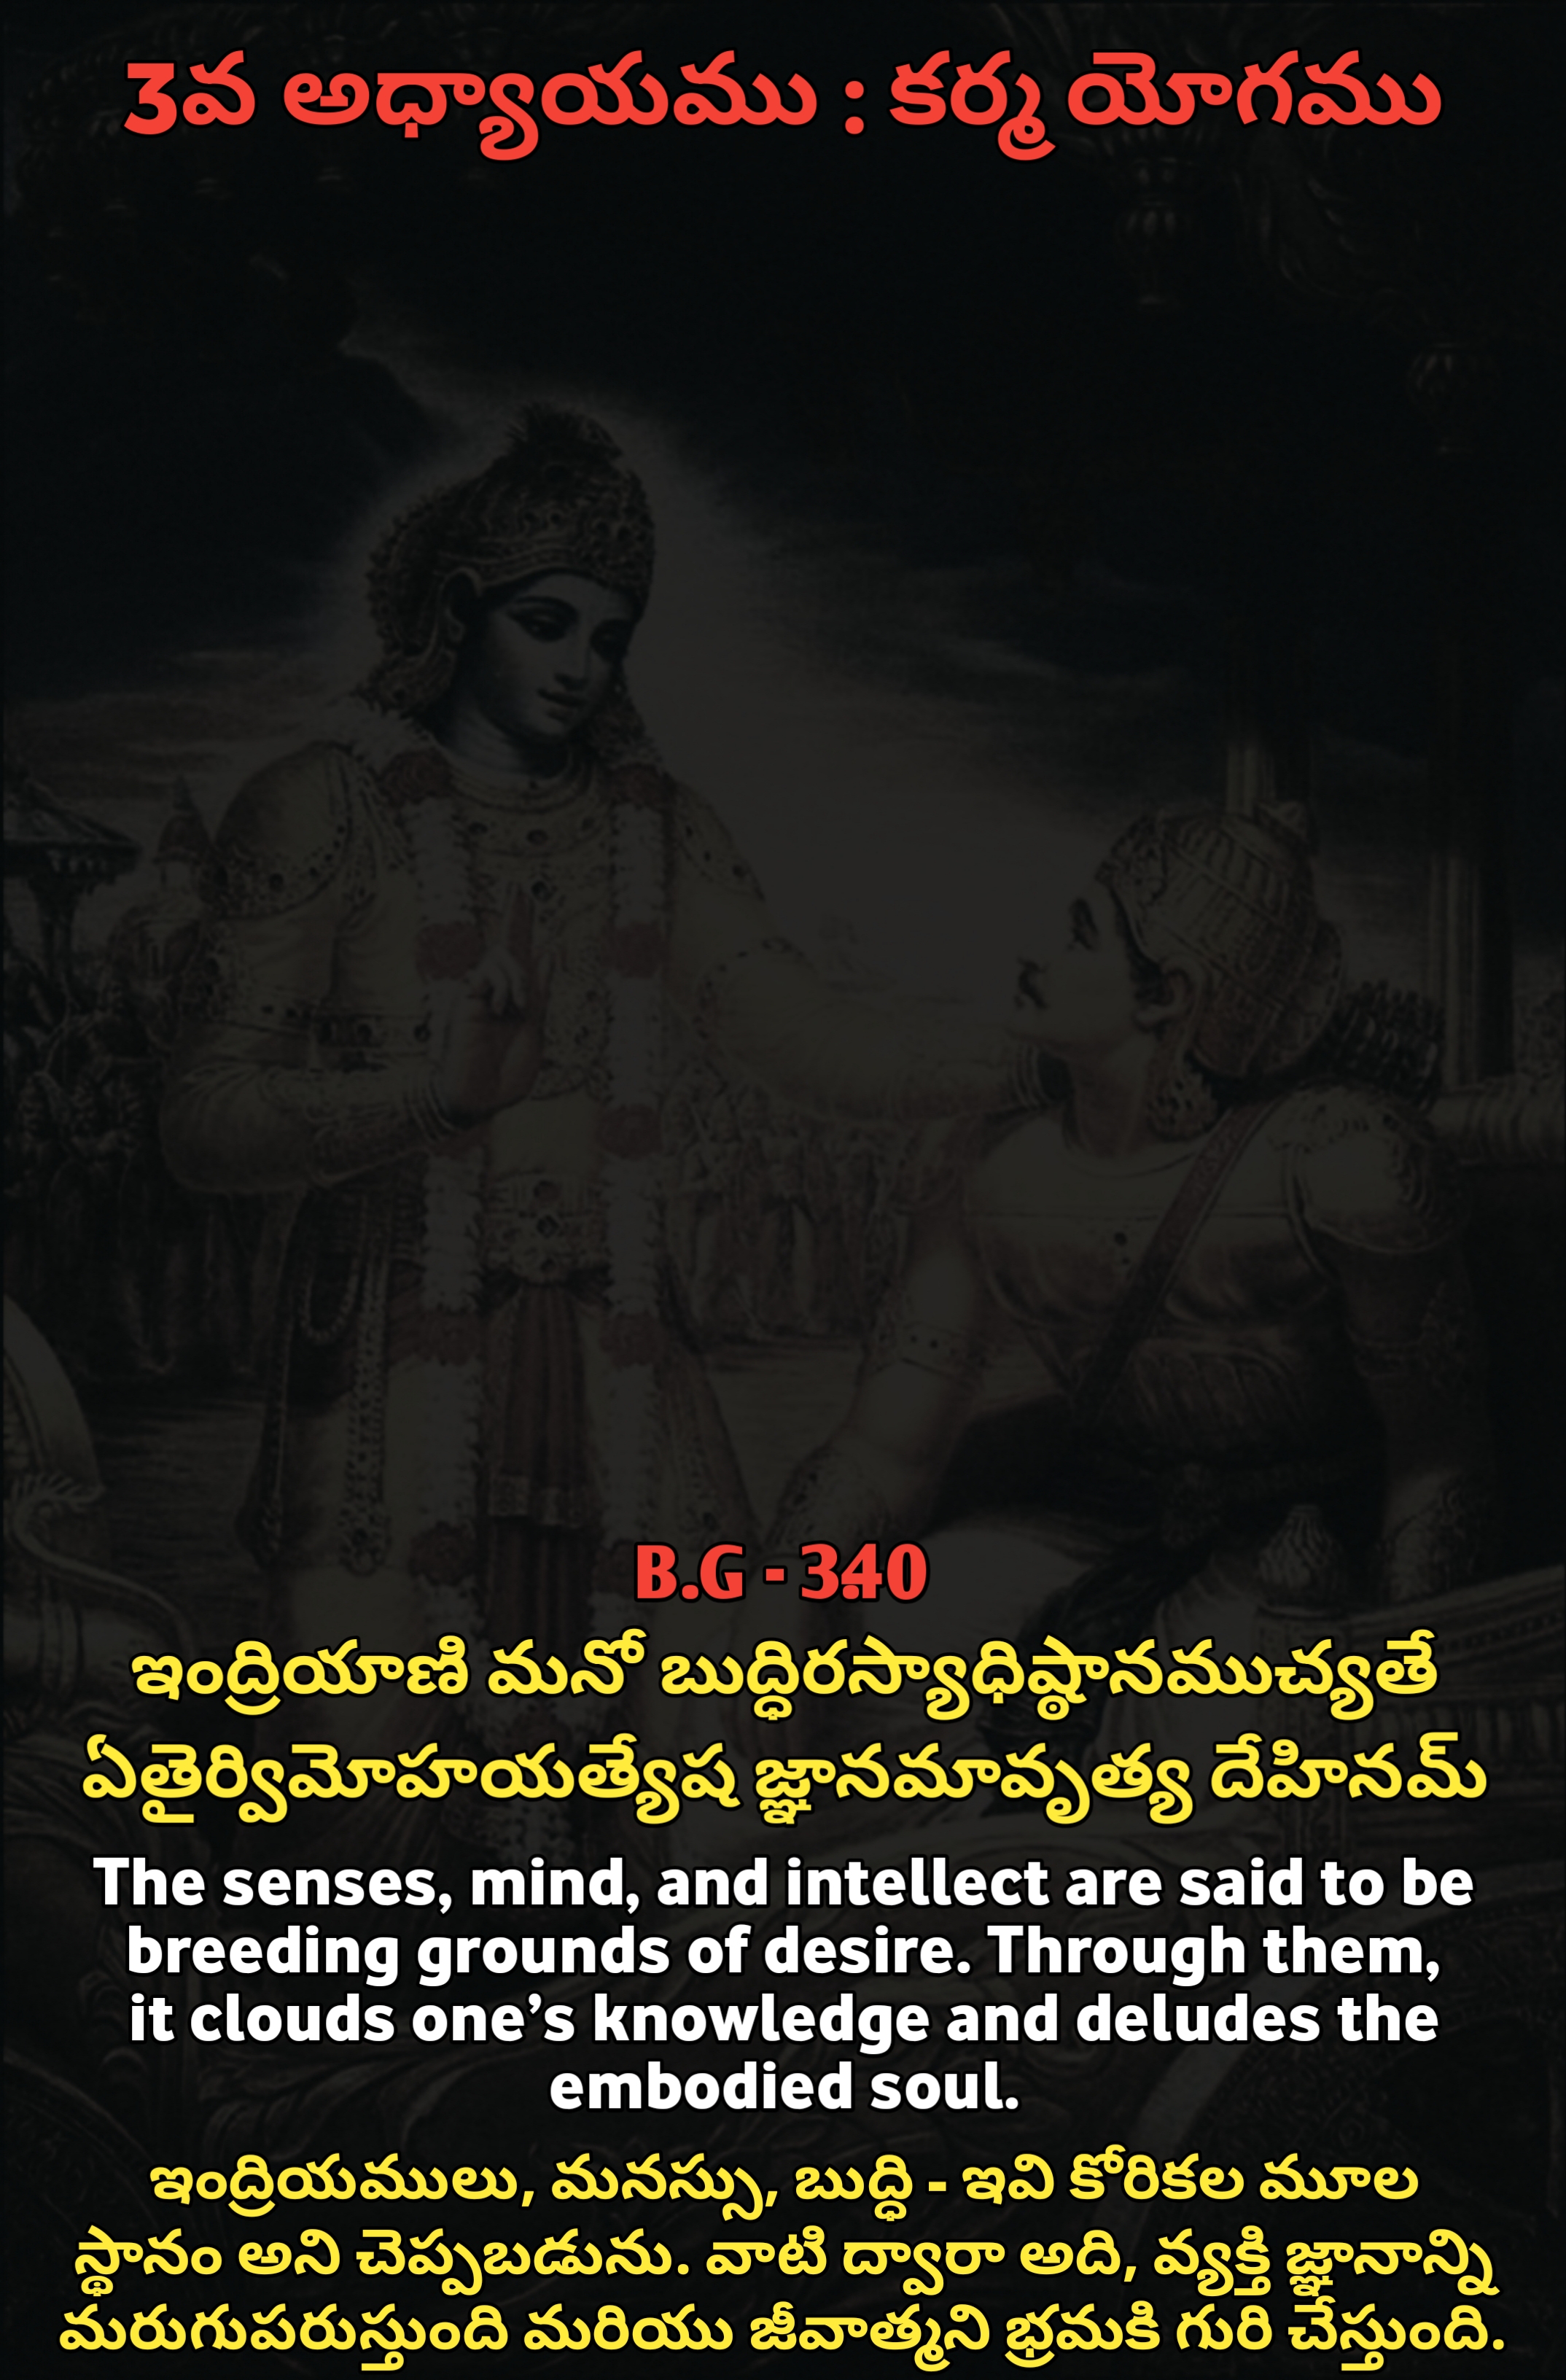 3వ అధ్యాయము : కర్మ యోగము
B.G - 3.40
ఇంద్రియాణి మనో బుద్ధిరస్యాధిష్ఠానముచ్యతే
ఏతైర్విమోహయత్యేష జ్ఞానమావృత్య దేహినమ్
The senses, mind, and intellect are said to be
breeding grounds of desire. Through them,
it clouds one’s knowledge and deludes the
embodied soul.
ఇంద్రియములు, మనస్సు, బుద్ధి - ఇవి కోరికల మూల
స్థానం అని చెప్పబడును. వాటి ద్వారా అది, వ్యక్తి జ్ఞానాన్ని
మరుగుపరుస్తుంది మరియు జీవాత్మని భ్రమకి గురి చేస్తుంది.